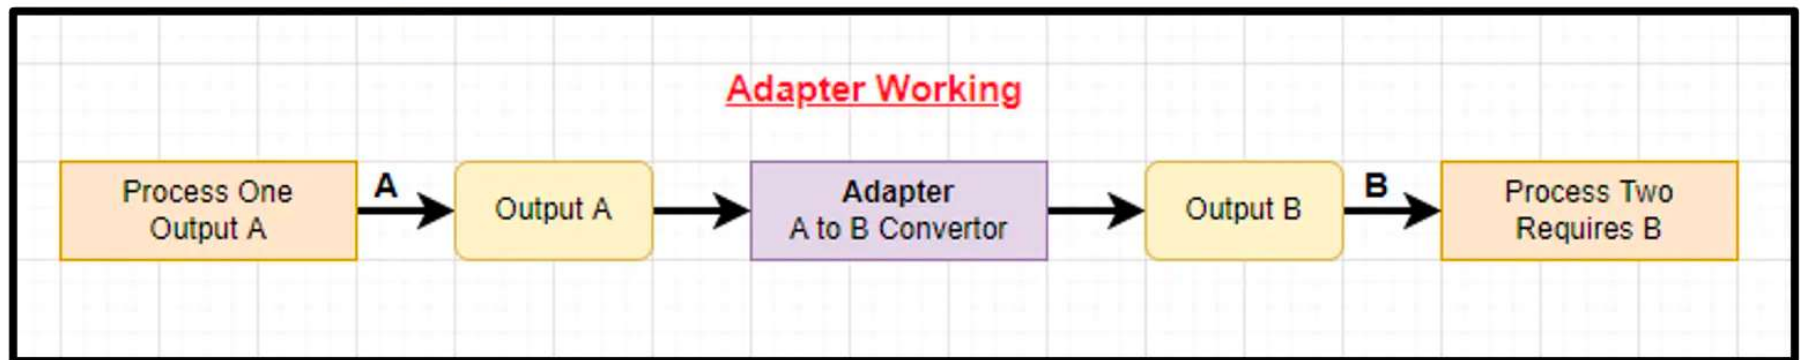 Adapter Working
Process One
Output A
A
Output A
Adapter
A to B Convertor
Output B
B
Process Two
Requires B